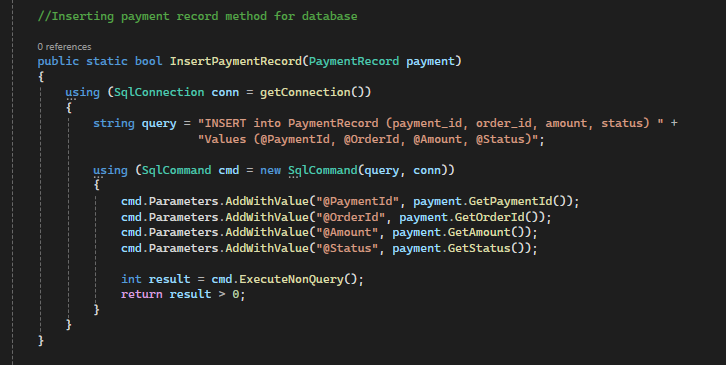 //Inserting payment record method for database
0 references
public static bool InsertPaymentRecord(PaymentRecord payment)
{
using (SqlConnection conn = getConnection())
{
string query = "INSERT into PaymentRecord (payment_id, order_id, amount, status) " +
"Values (@PaymentId, @OrderId, @Amount, @Status)";
using (SqlCommand cmd = new SqlCommand(query, conn))
{
cmd.Parameters.AddWithValue("@PaymentId", payment.GetPaymentId());
cmd.Parameters.AddWithValue("@OrderId", payment.GetOrderId());
cmd.Parameters.AddWithValue("@Amount", payment.GetAmount());
cmd.Parameters.AddWithValue("@Status", payment.GetStatus());
int result = cmd.ExecuteNonQuery();
return result > 0;
}
}
}